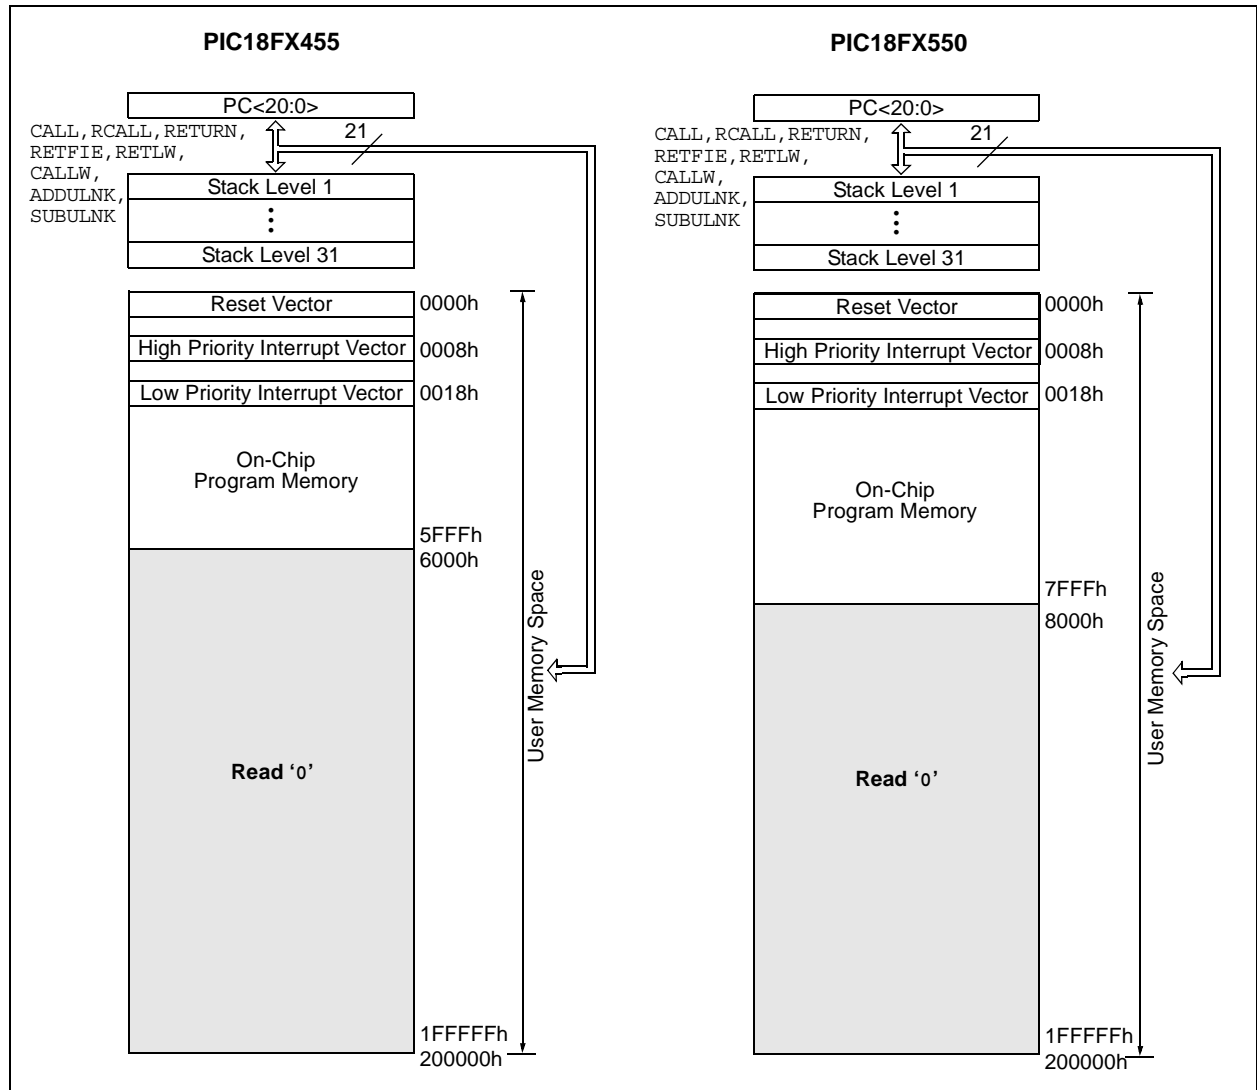 PIC18FX455
PC<20:0>
CALL,RCALL,RETURN,
RETFIE,RETLW,
CALLW,
ADDULNK,
SUBULNK
21
Stack Level 1
⋮
Stack Level 31
Reset Vector
0000h
High Priority Interrupt Vector
0008h
Low Priority Interrupt Vector
0018h
On-Chip
Program Memory
5FFFh
6000h
Read ‘0’
1FFFFFh
200000h
User Memory Space
PIC18FX550
PC<20:0>
CALL,RCALL,RETURN,
RETFIE,RETLW,
CALLW,
ADDULNK,
SUBULNK
21
Stack Level 1
⋮
Stack Level 31
Reset Vector
0000h
High Priority Interrupt Vector
0008h
Low Priority Interrupt Vector
0018h
On-Chip
Program Memory
7FFFh
8000h
Read ‘0’
1FFFFFh
200000h
User Memory Space